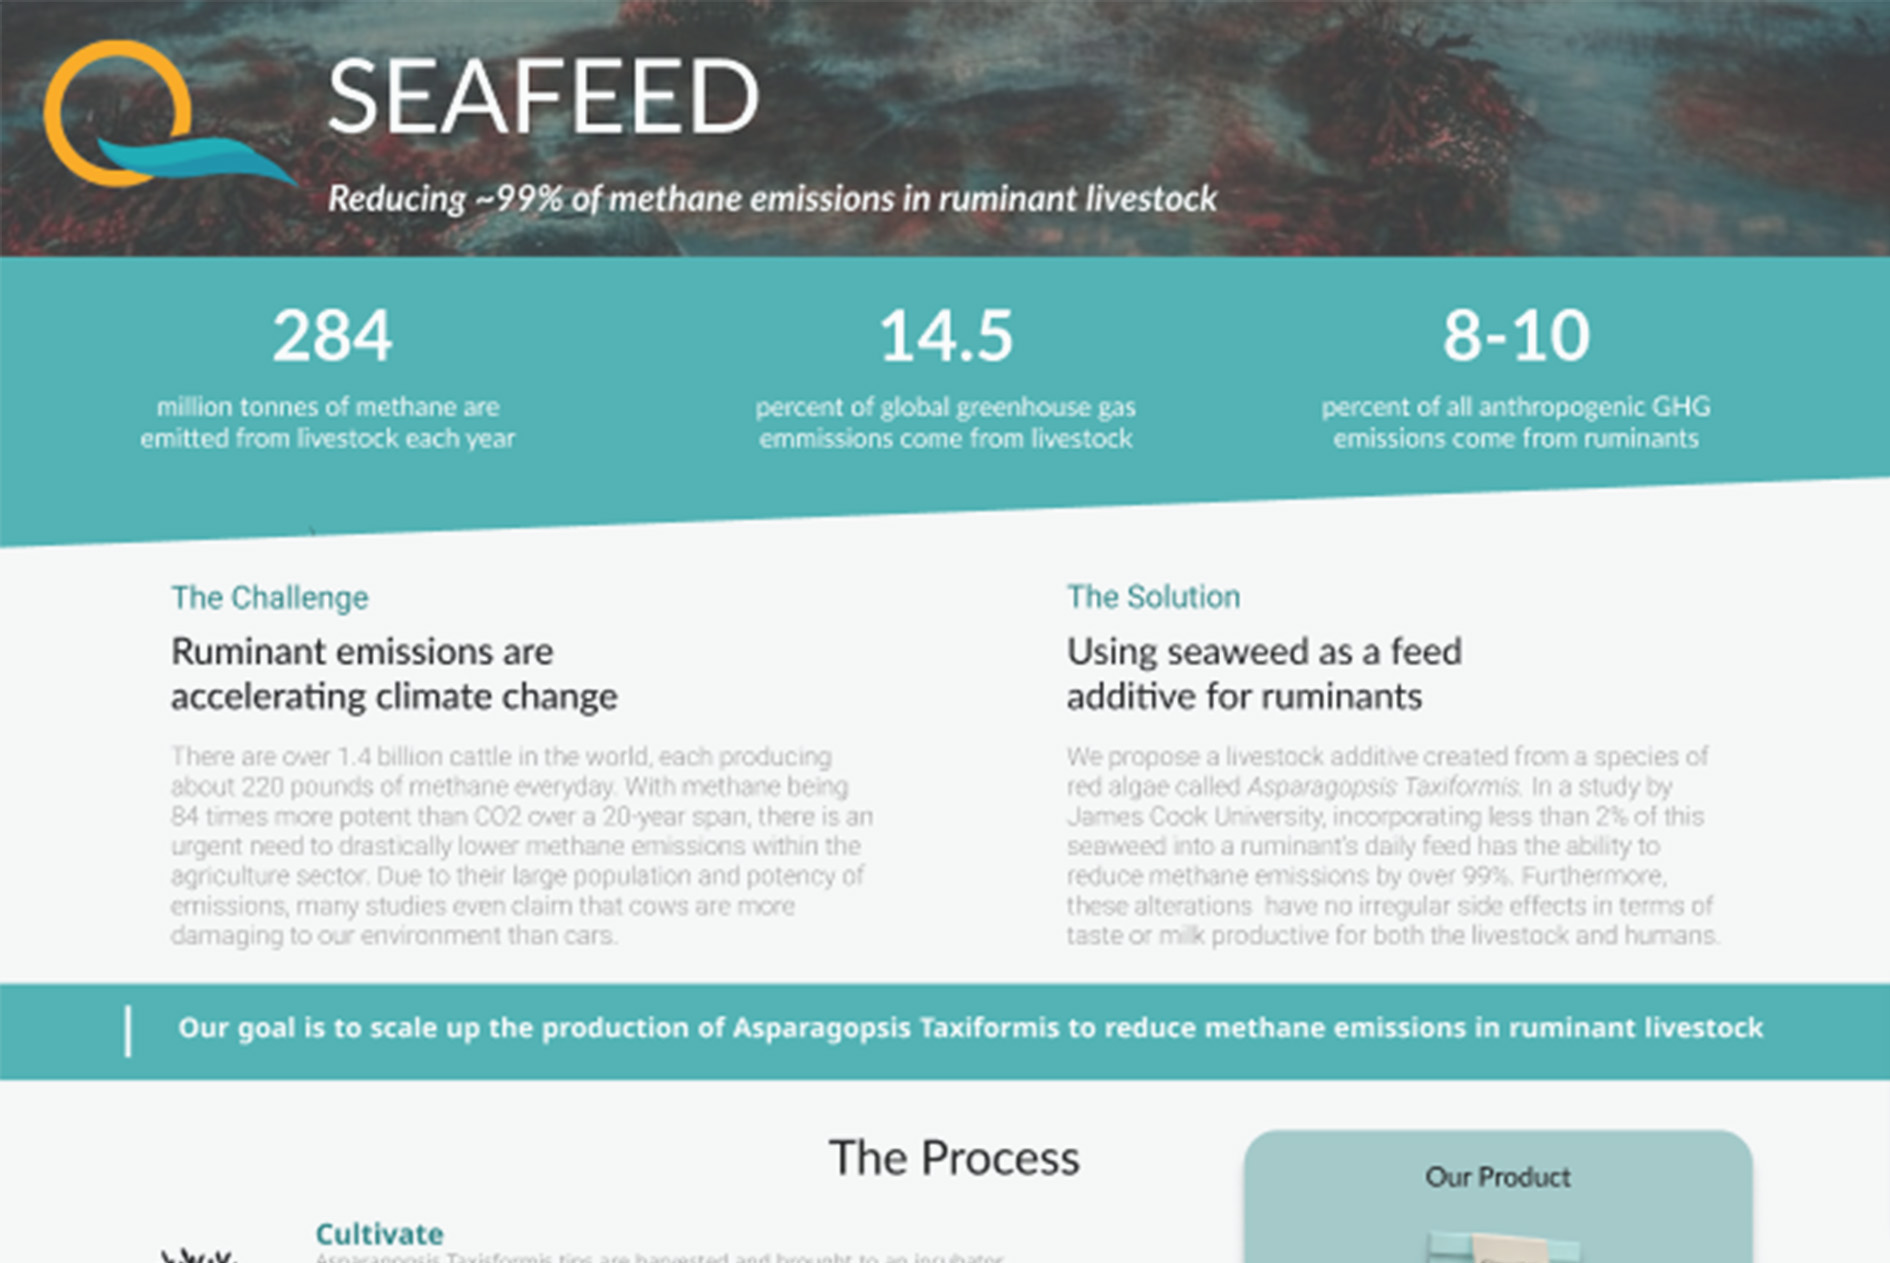 SEAFEED
Reducing ~99% of methane emissions in ruminant livestock
284
million tonnes of methane are
emitted from livestock each year
14.5
percent of global greenhouse gas
emmissions come from livestock
8-10
percent of all anthropogenic GHG
emissions come from ruminants
The Challenge
Ruminant emissions are
accelerating climate change
There are over 1.4 billion cattle in the world, each producing
about 220 pounds of methane everyday. With methane being
84 times more potent than CO2 over a 20-year span, there is an
urgent need to drastically lower methane emissions within the
agriculture sector. Due to their large population and potency of
emissions, many studies even claim that cows are more
damaging to our environment than cars.
The Solution
Using seaweed as a feed
additive for ruminants
We propose a livestock additive created from a species of
red algae called Asparagopsis Taxiformis. In a study by
James Cook University, incorporating less than 2% of this
seaweed into a ruminant's daily feed has the ability to
reduce methane emissions by over 99%. Furthermore,
these alterations have no irregular side effects in terms of
taste or milk productive for both the livestock and humans.
Our goal is to scale up the production of Asparagopsis Taxiformis to reduce methane emissions in ruminant livestock
The Process
Cultivate
tips are harvested and brought to an incubator
Our Product